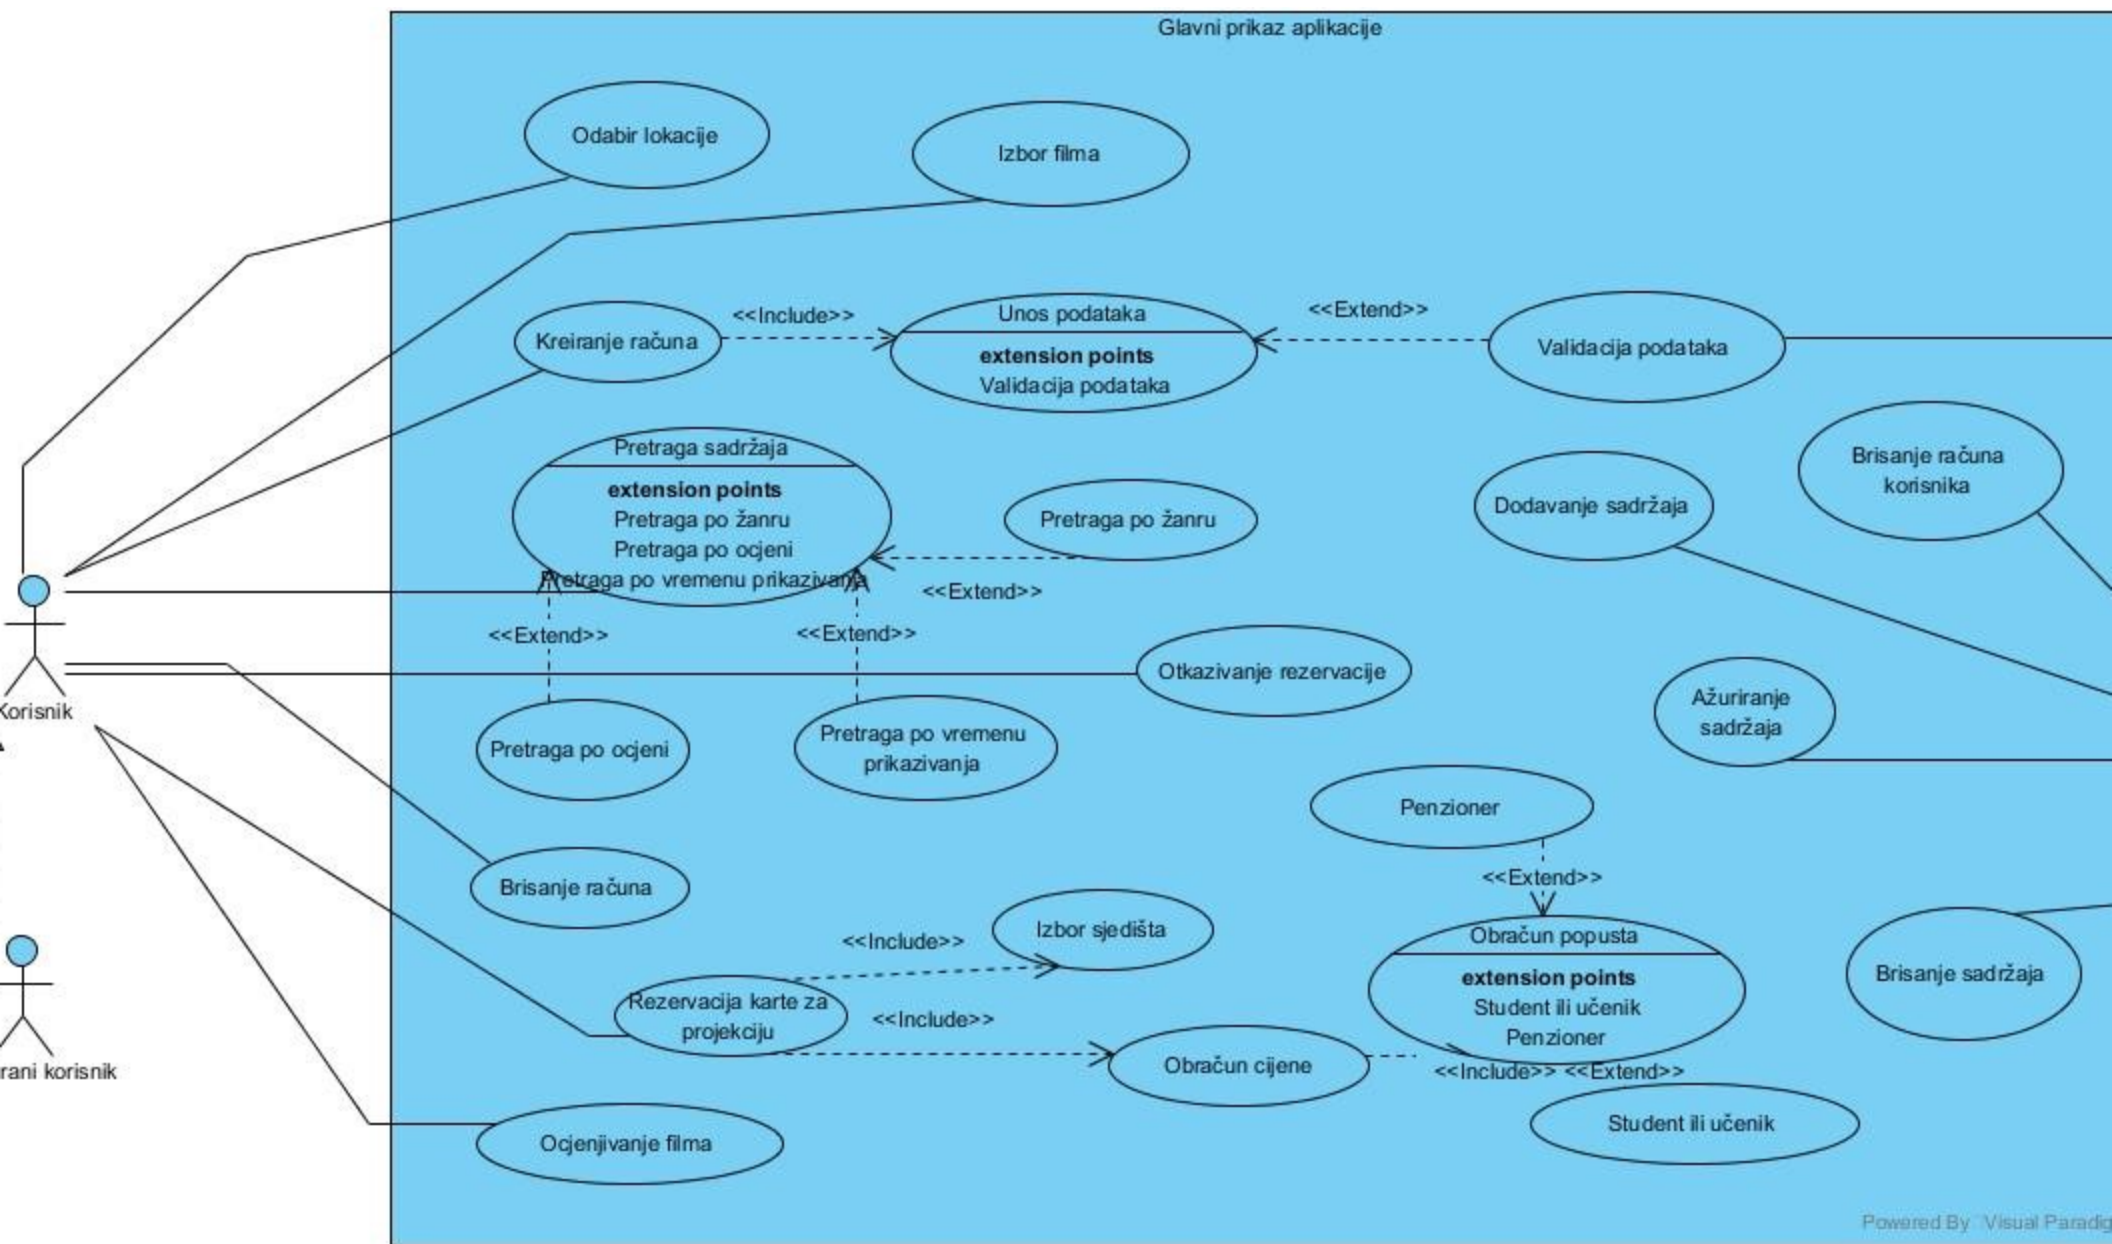 Glavni prikaz aplikacije
Odabir lokacije
Izbor filma
Kreiranje računa
<<Include>>
Unos podataka
extension points
Validacija podataka
<<Extend>>
Validacija podataka
Brisanje računa
korisnika
Pretraga sadržaja
extension points
Pretraga po žanru
Pretraga po ocjeni
Pretraga po vremenu prikazivanja
Pretraga po žanru
<<Extend>>
Dodavanje sadržaja
<<Extend>>
<<Extend>>
Otkazivanje rezervacije
Ažuriranje
sadržaja
Korisnik
Pretraga po ocjeni
Pretraga po vremenu
prikazivanja
Penzioner
<<Extend>>
Brisanje računa
Izbor sjedišta
<<Include>>
Obračun popusta
extension points
Student ili učenik
Penzioner
Brisanje sadržaja
Rezervacija karte za
projekciju
<<Include>>
Obračun cijene
<<Include>> <<Extend>>
rani korisnik
Student ili učenik
Ocjenjivanje filma
Powered By Visual Paradig